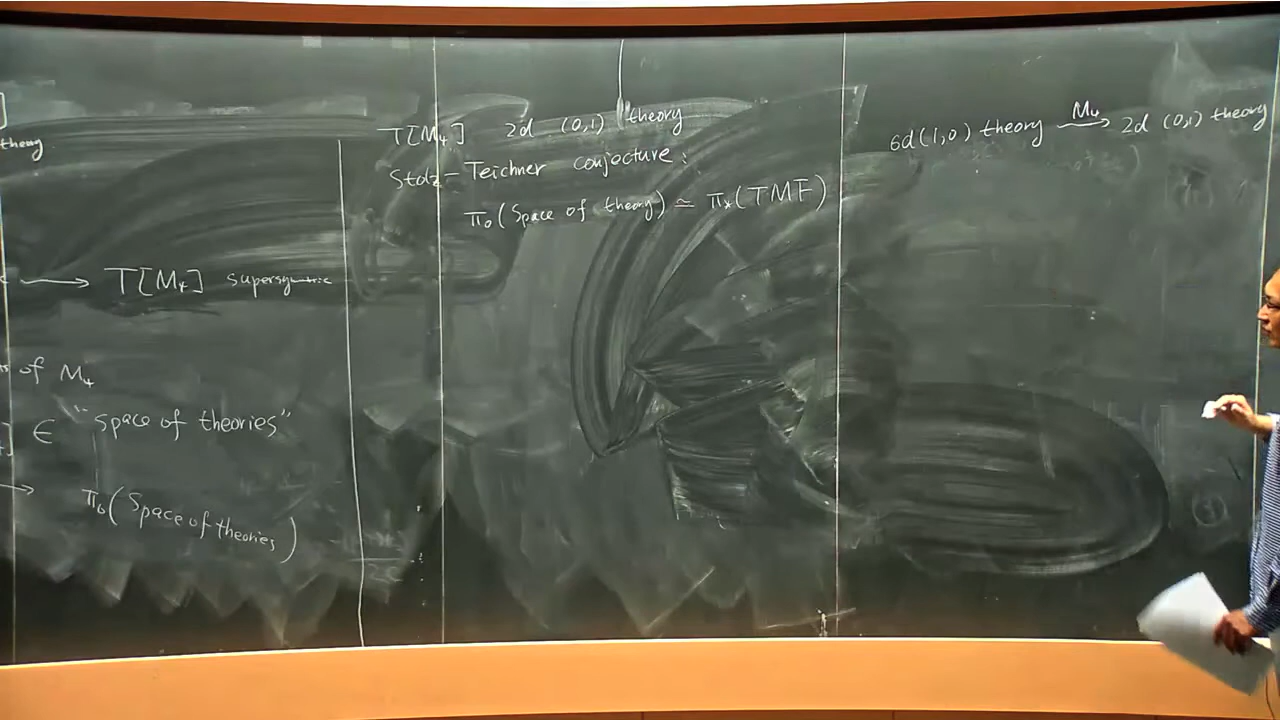 ]
theory
⟶ T[M₄] supersymmetric
of M₄
] ∈ "space of theories"
→ π₀(Space of theories)
T[M₄] 2d (0,1) theory
Stolz-Teichner conjecture:
π₀(Space of theory) ≃ π_*(TMF)
6d(1,0) theory ⟶^{M₄} 2d (0,1) theory